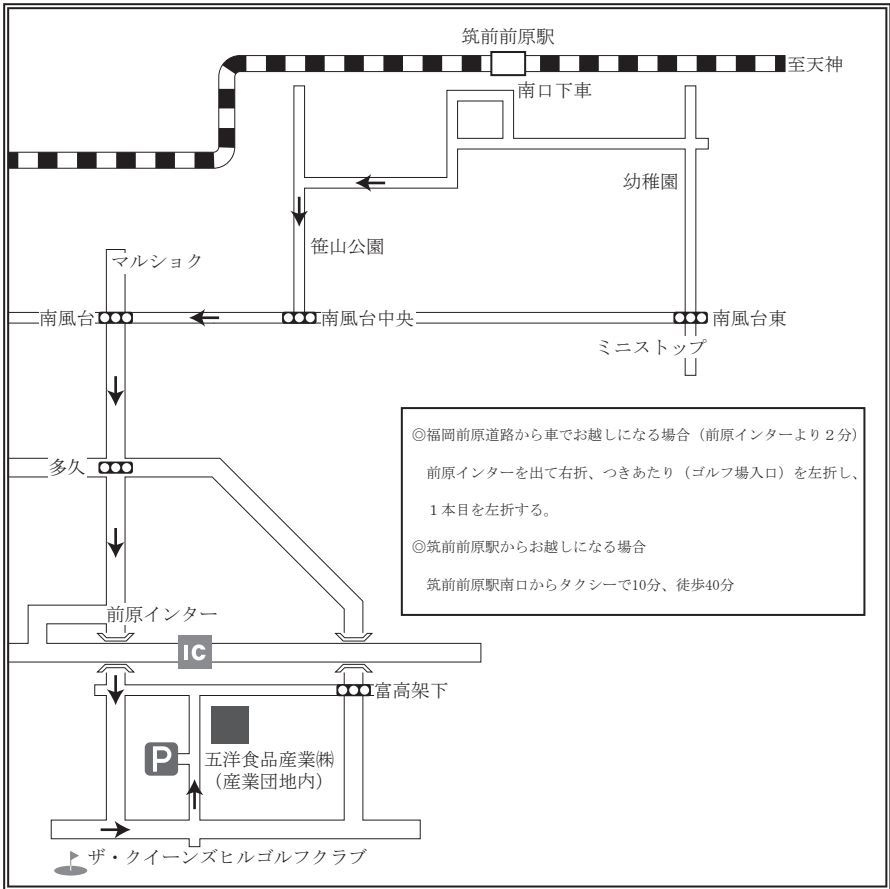 筑前前原駅
至天神
南口下車
幼稚園
笹山公園
マルショク
南風台
南風台中央
南風台東
ミニストップ
◎福岡前原道路から車でお越しになる場合（前原インターより２分）
前原インターを出て右折、つきあたり（ゴルフ場入口）を左折し、
１本目を左折する。
◎筑前前原駅からお越しになる場合
筑前前原駅南口からタクシーで10分、徒歩40分
多久
前原インター
IC
富高架下
P
五洋食品産業㈱
（産業団地内）
ザ・クイーンズヒルゴルフクラブ